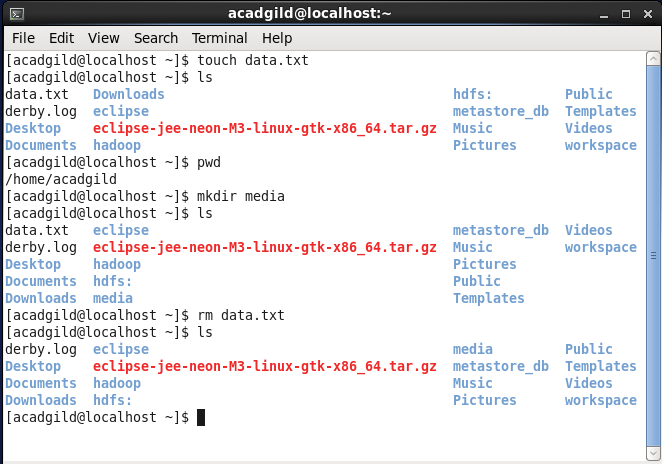 acadgild@localhost:~
File Edit View Search Terminal Help
[acadgild@localhost ~]$ touch data.txt
[acadgild@localhost ~]$ ls
data.txt Downloads hdfs: Public
derby.log eclipse metastore_db Templates
Desktop eclipse-jee-neon-M3-linux-gtk-x86_64.tar.gz Music Videos
Documents hadoop Pictures workspace
[acadgild@localhost ~]$ pwd
/home/acadgild
[acadgild@localhost ~]$ mkdir media
[acadgild@localhost ~]$ ls
data.txt eclipse metastore_db Videos
derby.log eclipse-jee-neon-M3-linux-gtk-x86_64.tar.gz Music workspace
Desktop hadoop Pictures
Documents hdfs: Public
Downloads media Templates
[acadgild@localhost ~]$ rm data.txt
[acadgild@localhost ~]$ ls
derby.log eclipse media Public
Desktop eclipse-jee-neon-M3-linux-gtk-x86_64.tar.gz metastore_db Templates
Documents hadoop Music Videos
Downloads hdfs: Pictures workspace
[acadgild@localhost ~]$